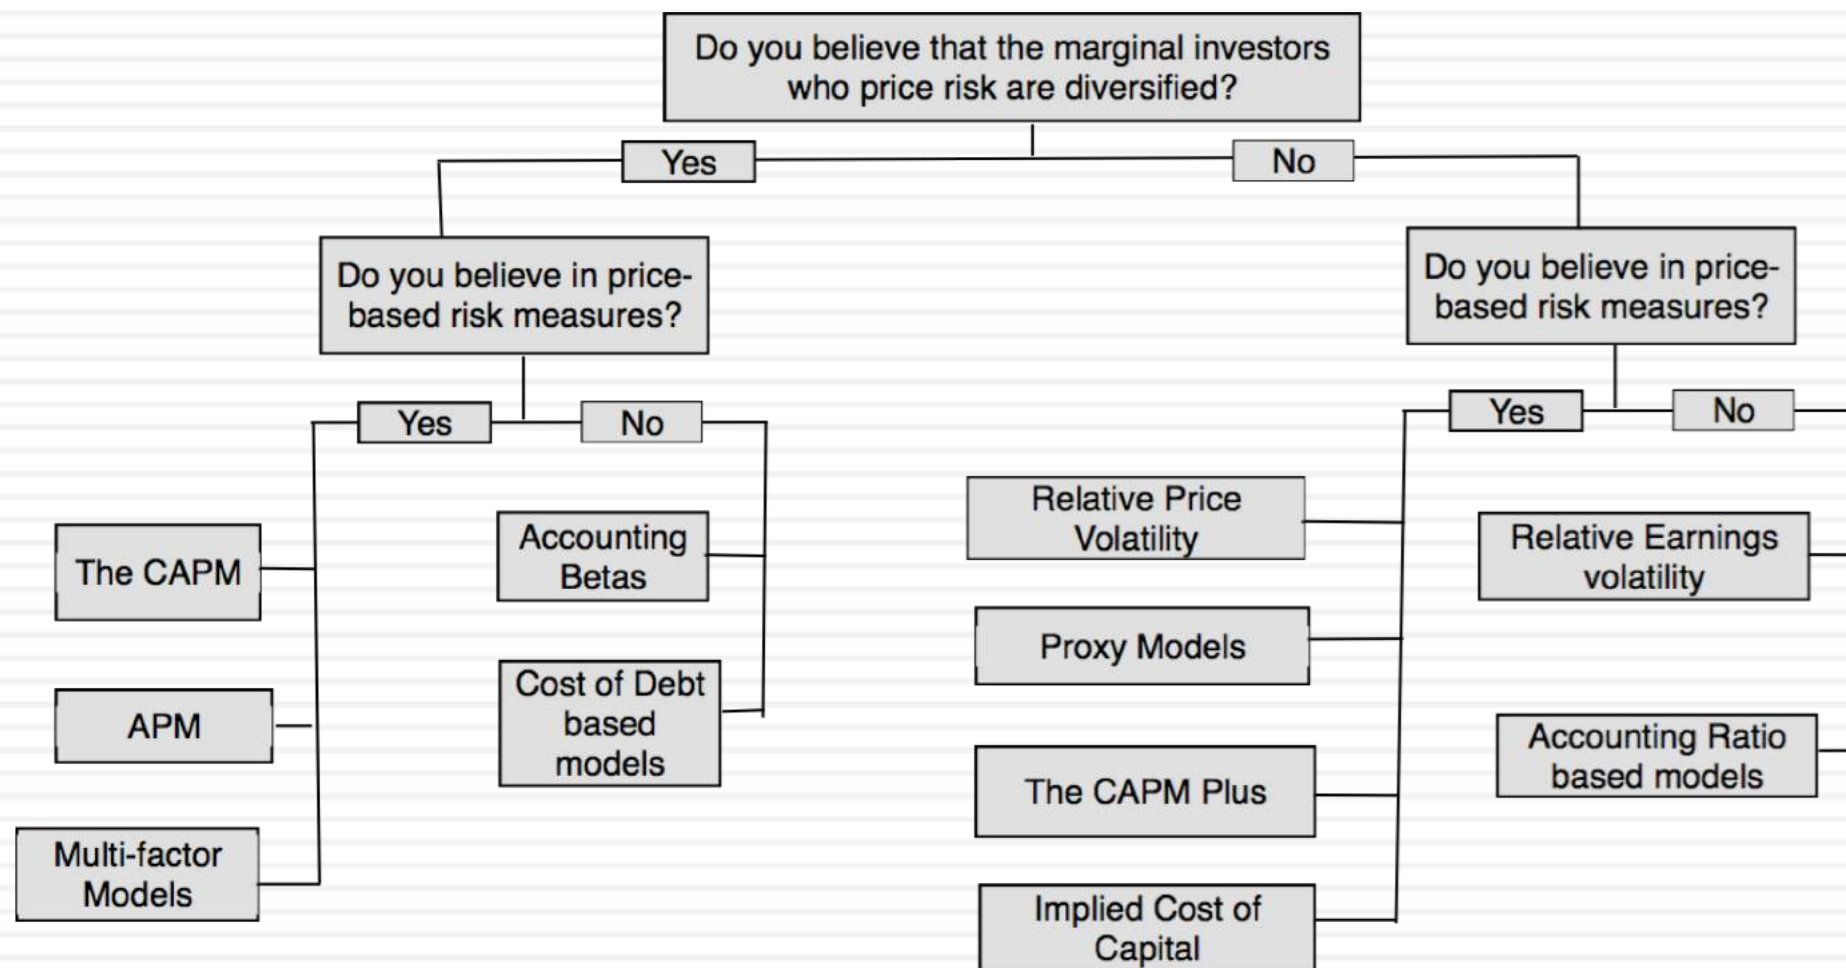 Do you believe that the marginal investors
who price risk are diversified?
Yes
No
Do you believe in price-
based risk measures?
Do you believe in price-
based risk measures?
Yes
No
Yes
No
The CAPM
APM
Multi-factor
Models
Accounting
Betas
Cost of Debt
based
models
Relative Price
Volatility
Proxy Models
The CAPM Plus
Implied Cost of
Capital
Relative Earnings
volatility
Accounting Ratio
based models